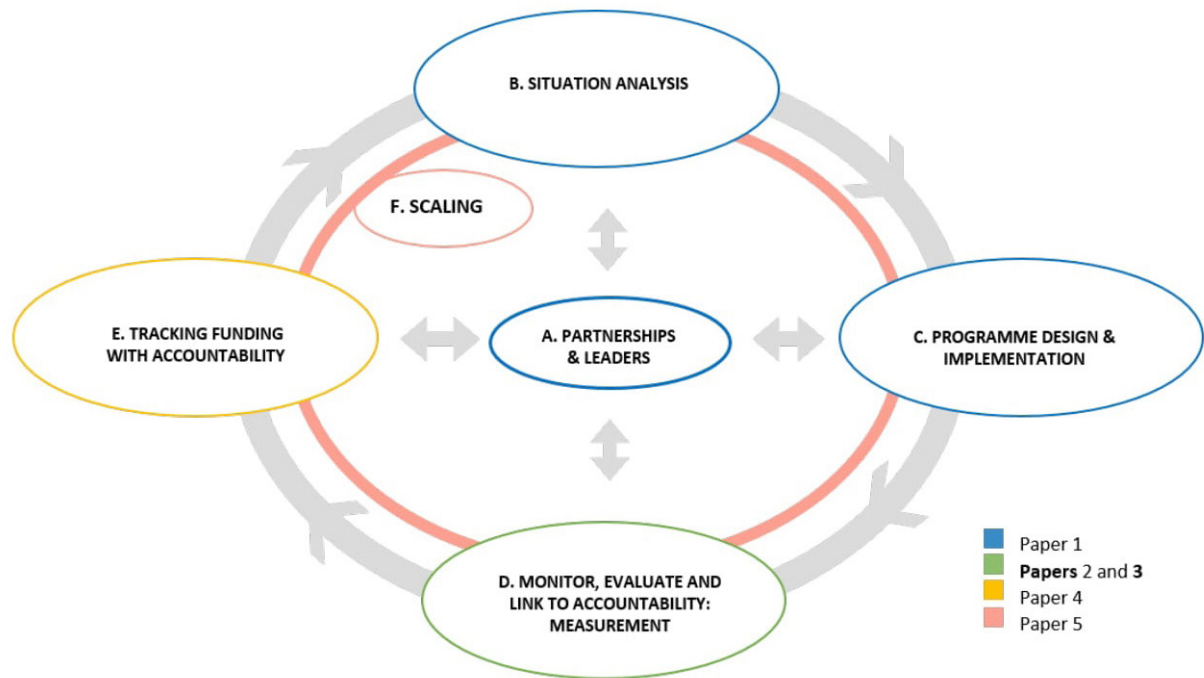 B. SITUATION ANALYSIS
F. SCALING
E. TRACKING FUNDING
WITH ACCOUNTABILITY
A. PARTNERSHIPS
& LEADERS
C. PROGRAMME DESIGN &
IMPLEMENTATION
D. MONITOR, EVALUATE AND
LINK TO ACCOUNTABILITY:
MEASUREMENT
Paper 1
Papers 2 and 3
Paper 4
Paper 5